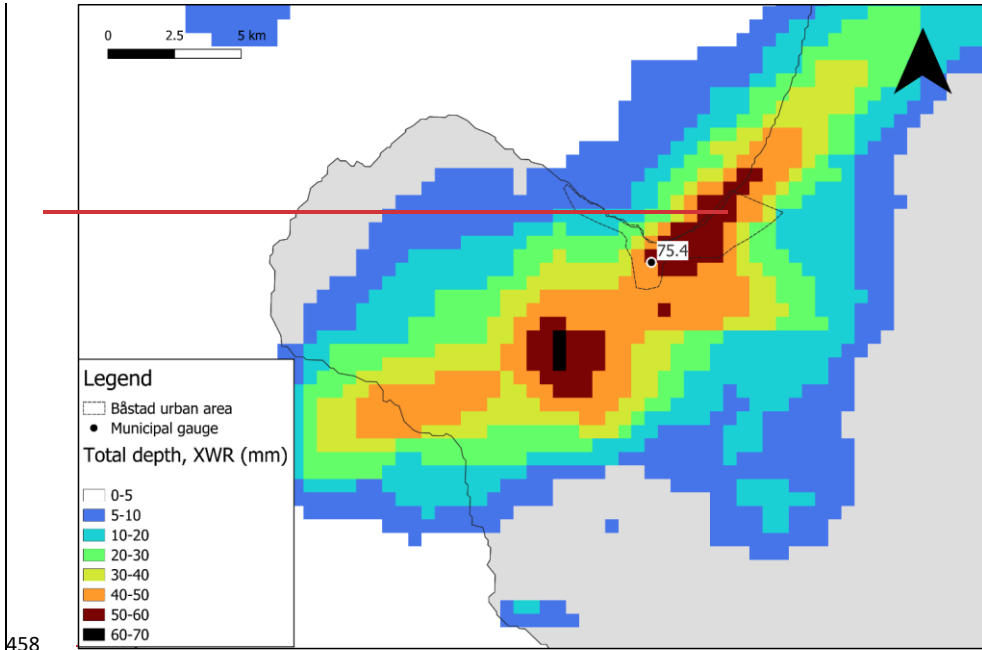 0 2.5 5 km
75.4
Legend
Båstad urban area
Municipal gauge
Total depth, XWR (mm)
0-5
5-10
10-20
20-30
30-40
40-50
50-60
60-70
458